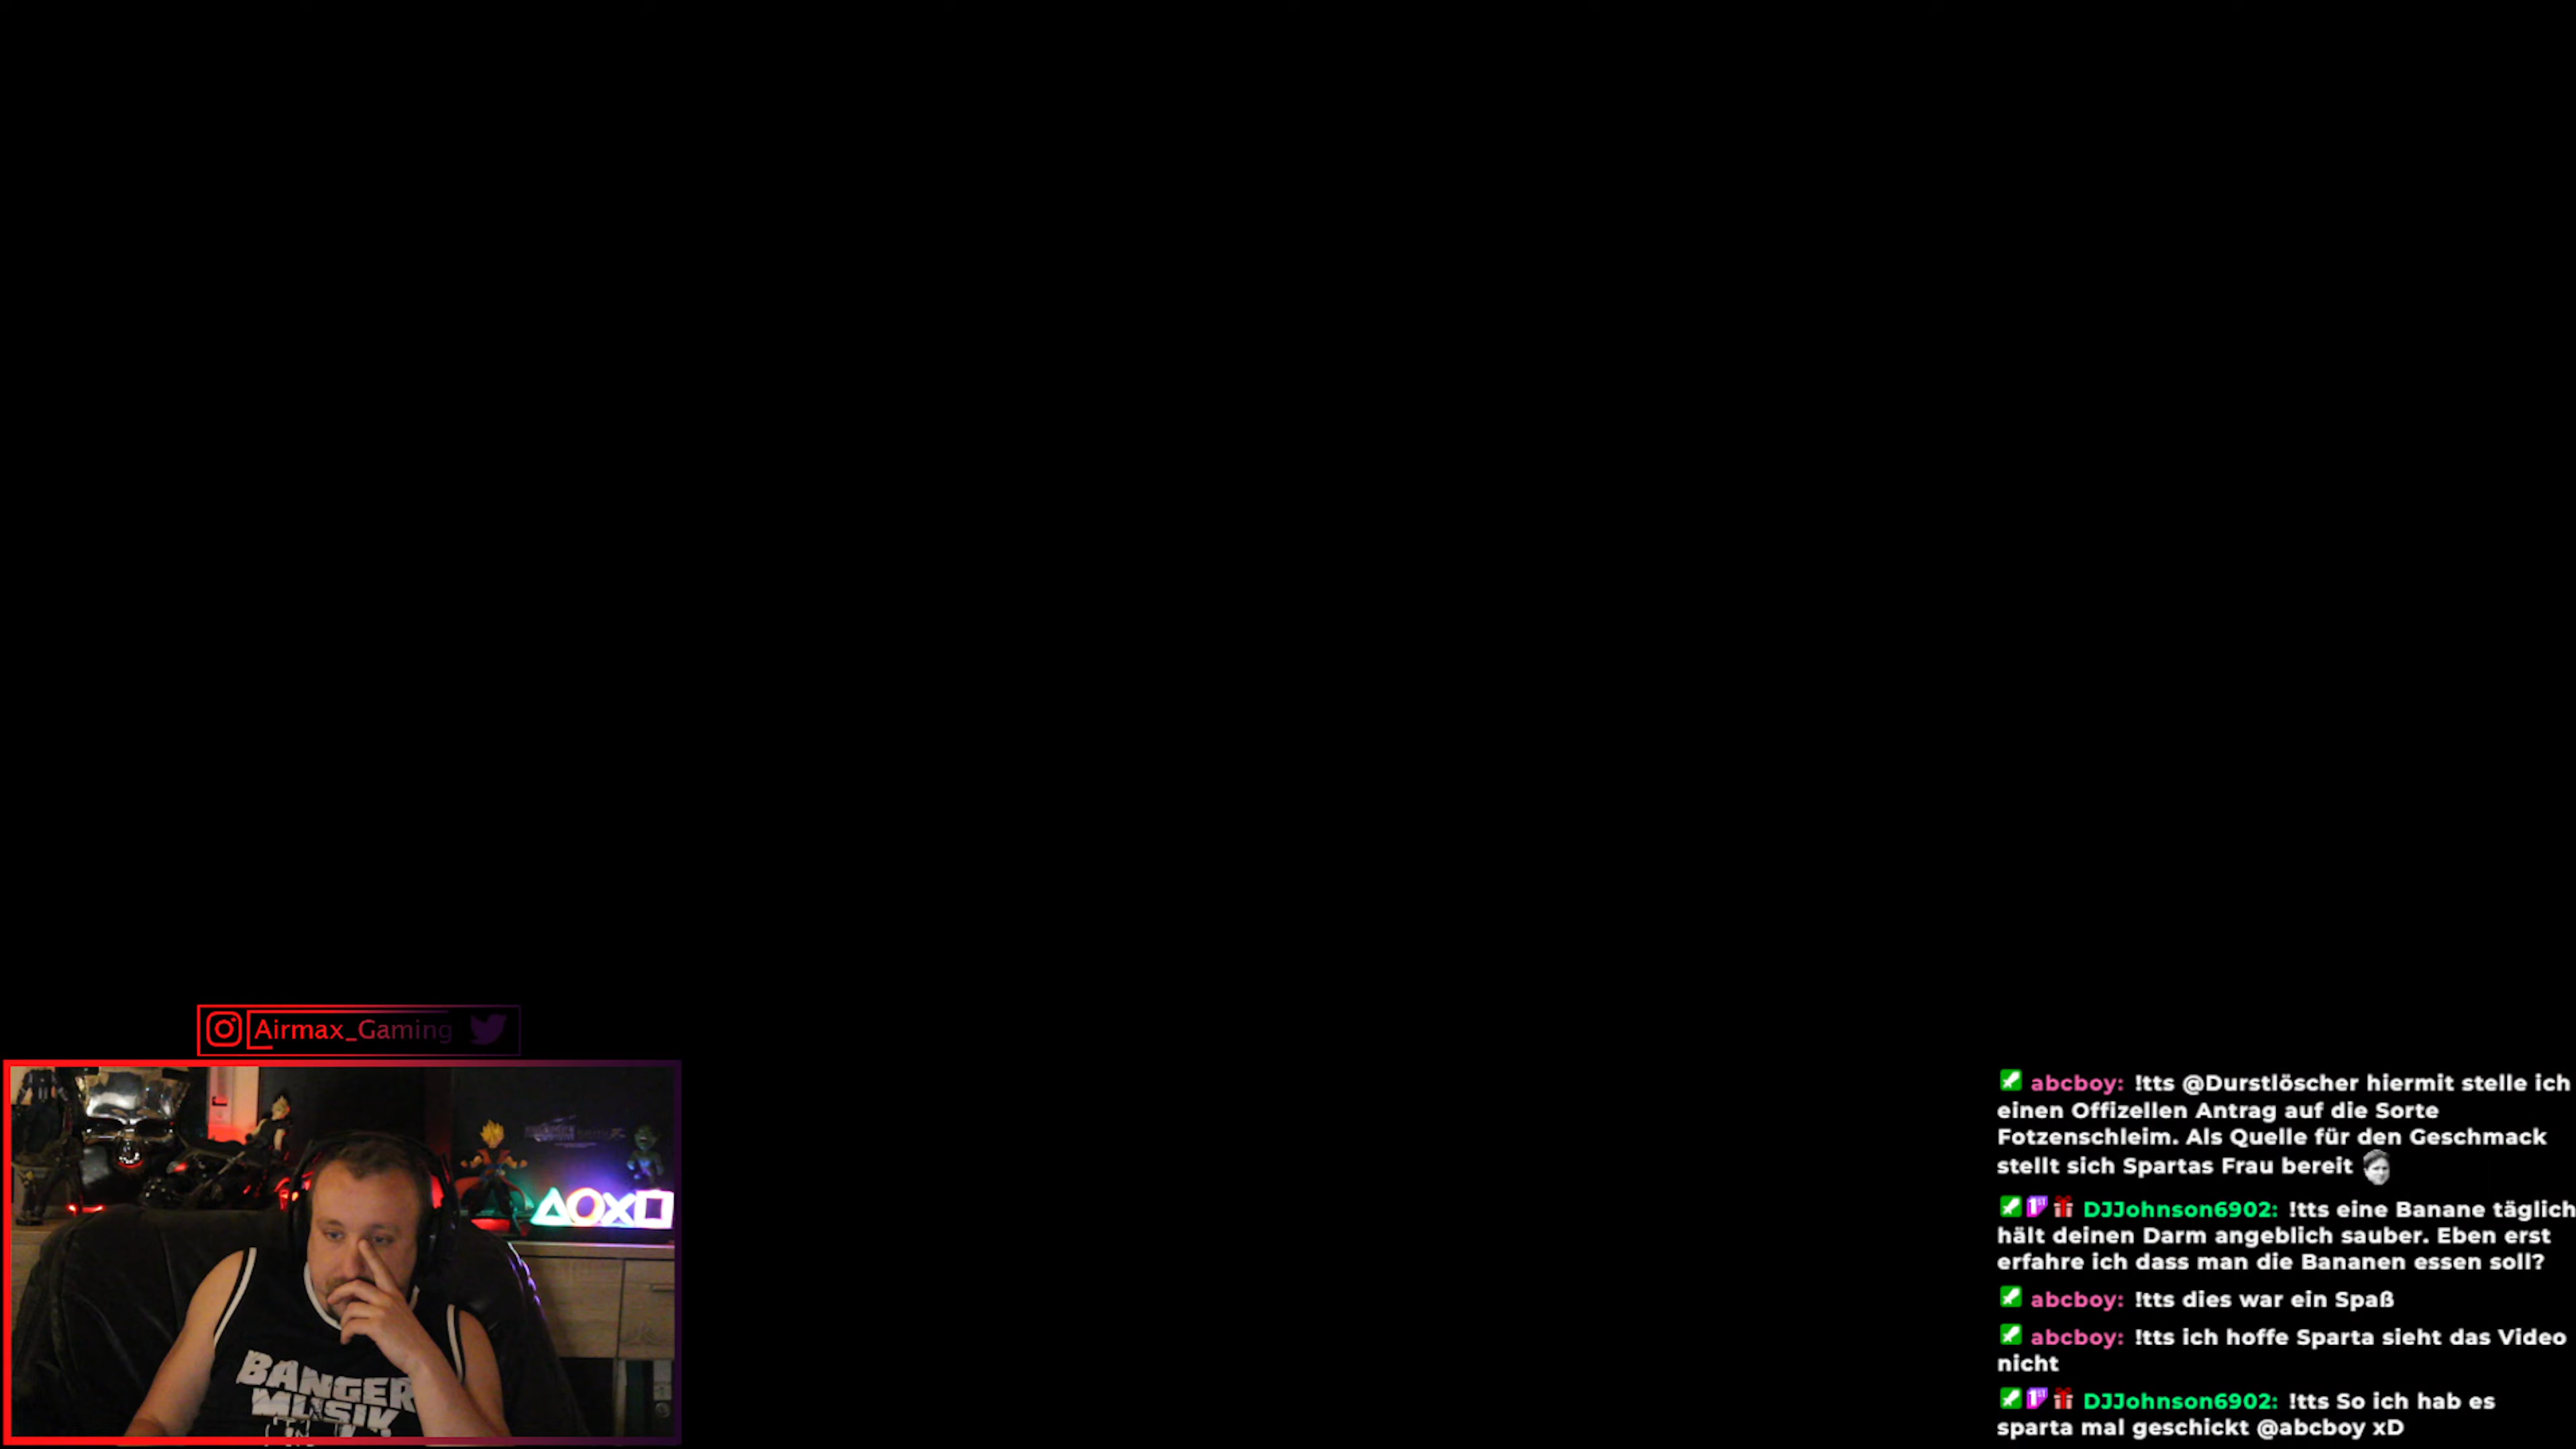 Airmax_Gaming
BANGER
MUSIK
abcboy: !tts @Durstlöscher hiermit stelle ich
einen Offizellen Antrag auf die Sorte
Fotzenschleim. Als Quelle für den Geschmack
stellt sich Spartas Frau bereit
DJJohnson6902: !tts eine Banane täglich
hält deinen Darm angeblich sauber. Eben erst
erfahre ich dass man die Bananen essen soll?
abcboy: !tts dies war ein Spaß
abcboy: !tts ich hoffe Sparta sieht das Video
nicht
DJJohnson6902: !tts So ich hab es
sparta mal geschickt @abcboy xD